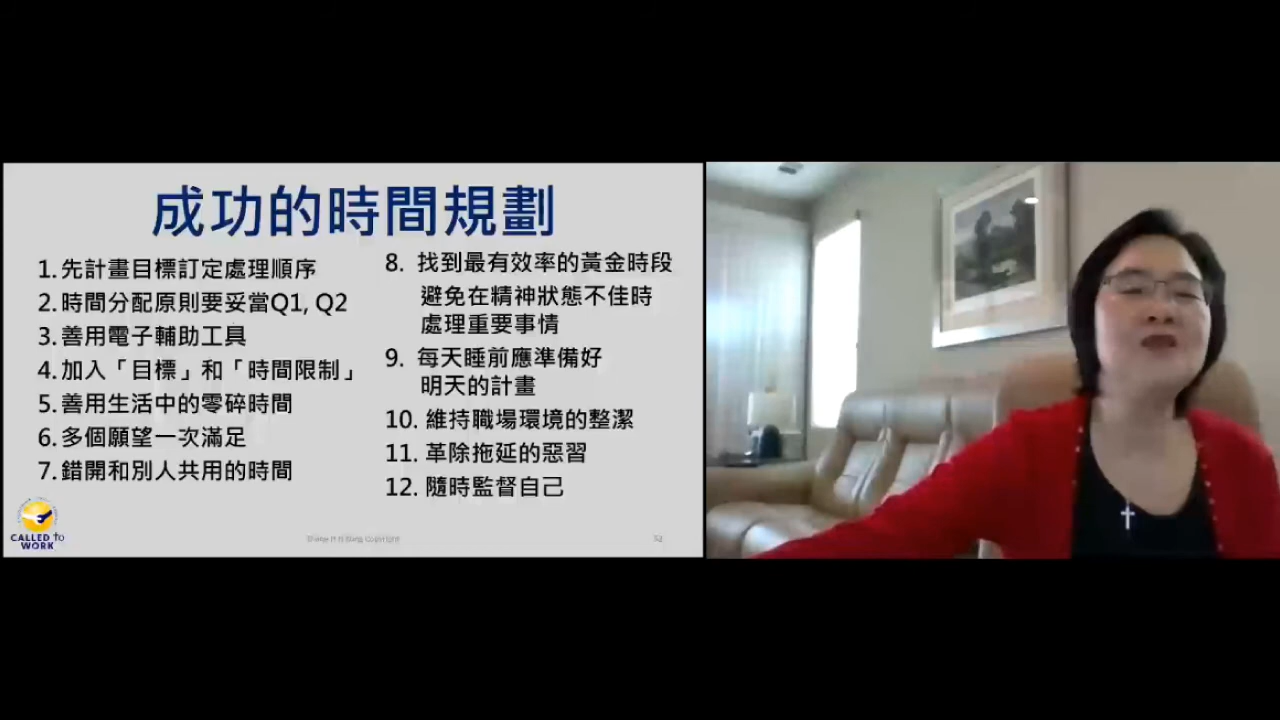 成功的時間規劃
1. 先計畫目標訂定處理順序
2. 時間分配原則要妥當Q1, Q2
3. 善用電子輔助工具
4. 加入「目標」和「時間限制」
5. 善用生活中的零碎時間
6. 多個願望一次滿足
7. 錯開和別人共用的時間
8. 找到最有效率的黃金時段
避免在精神狀態不佳時
處理重要事情
9. 每天睡前應準備好
明天的計畫
10. 維持職場環境的整潔
11. 革除拖延的惡習
12. 隨時監督自己
CALLED to
WORK